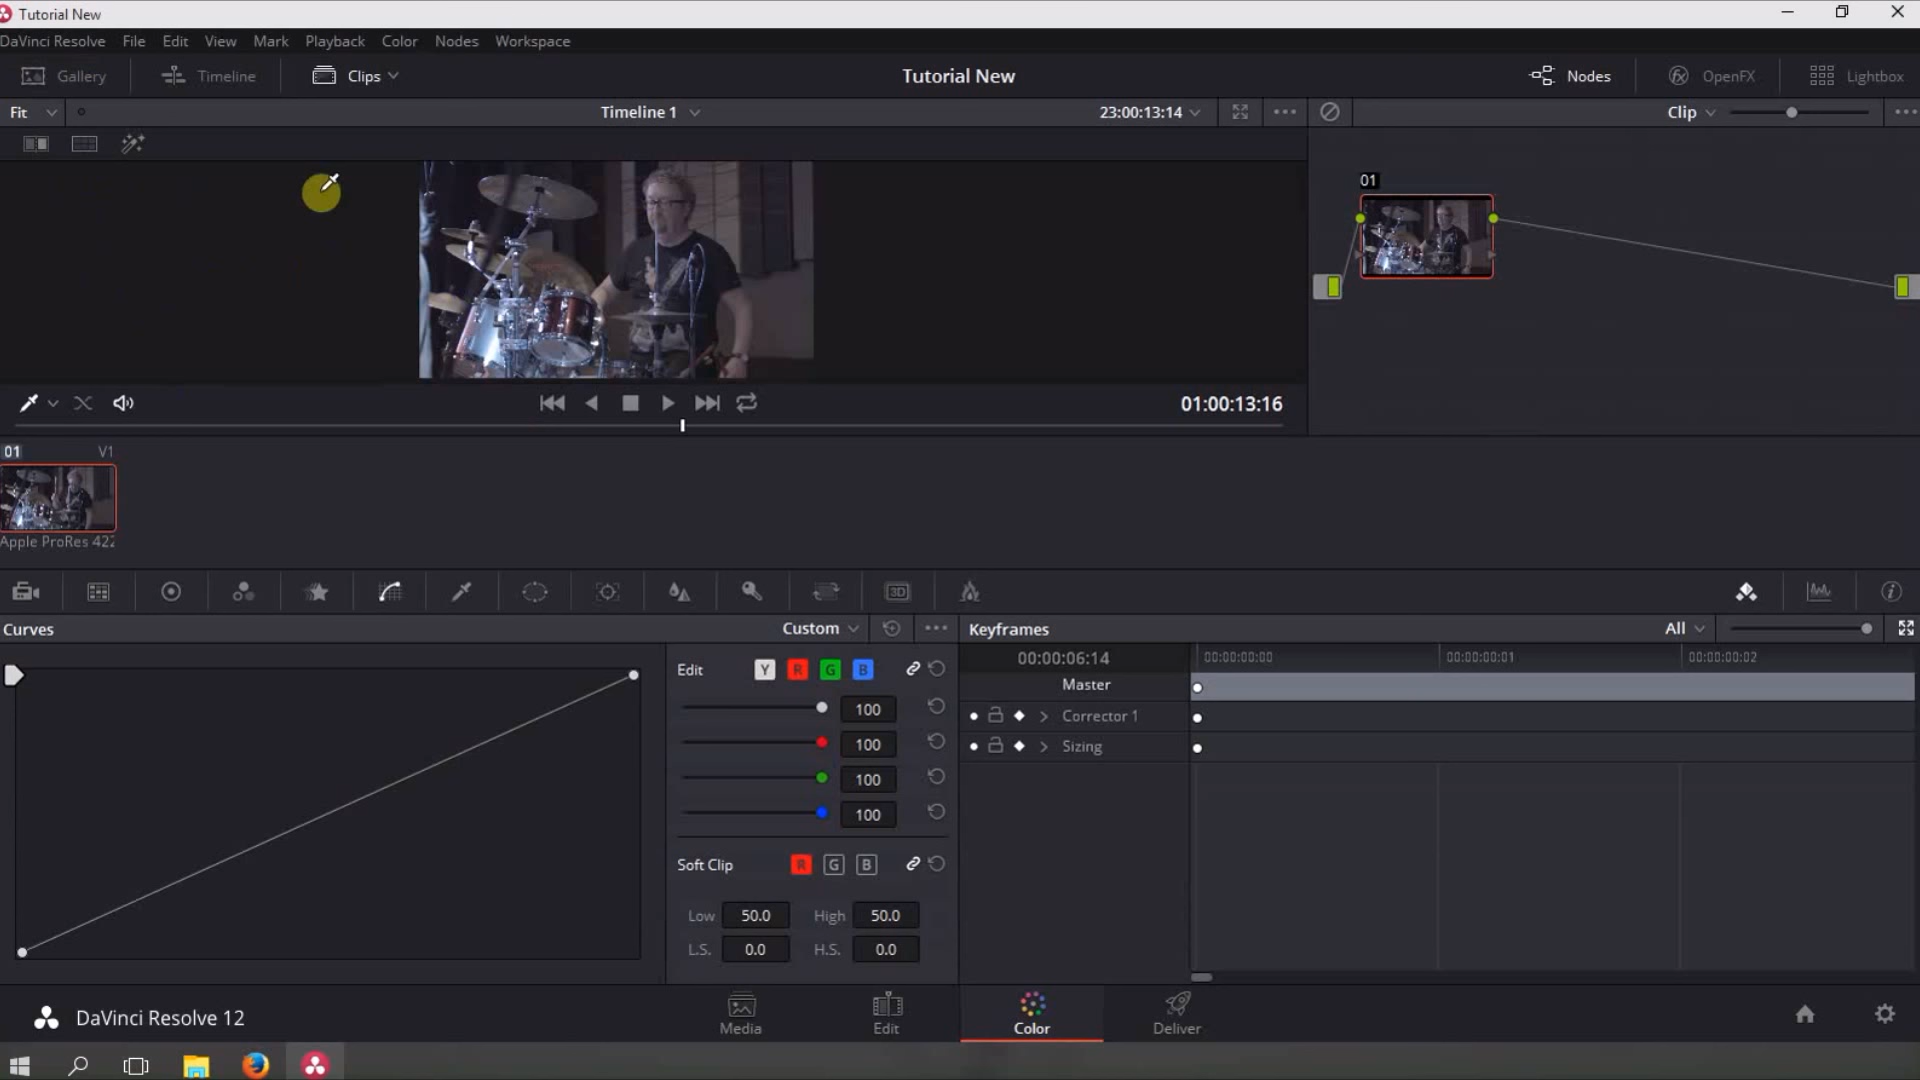 Tutorial New
DaVinci Resolve File Edit View Mark Playback Color Nodes Workspace
Gallery Timeline Clips Tutorial New Nodes OpenFX Lightbox
Fit Timeline 1 23:00:13:14 Clip
01
01:00:13:16
01 V1
Apple ProRes 422
3D
Curves Custom Keyframes All
Edit Y R G B 00:00:06:14 00:00:00:00 00:00:00:01 00:00:00:02
Master
100 Corrector 1
100 Sizing
100
100
Soft Clip R G B
Low 50.0 High 50.0
L.S. 0.0 H.S. 0.0
DaVinci Resolve 12 Media Edit Color Deliver